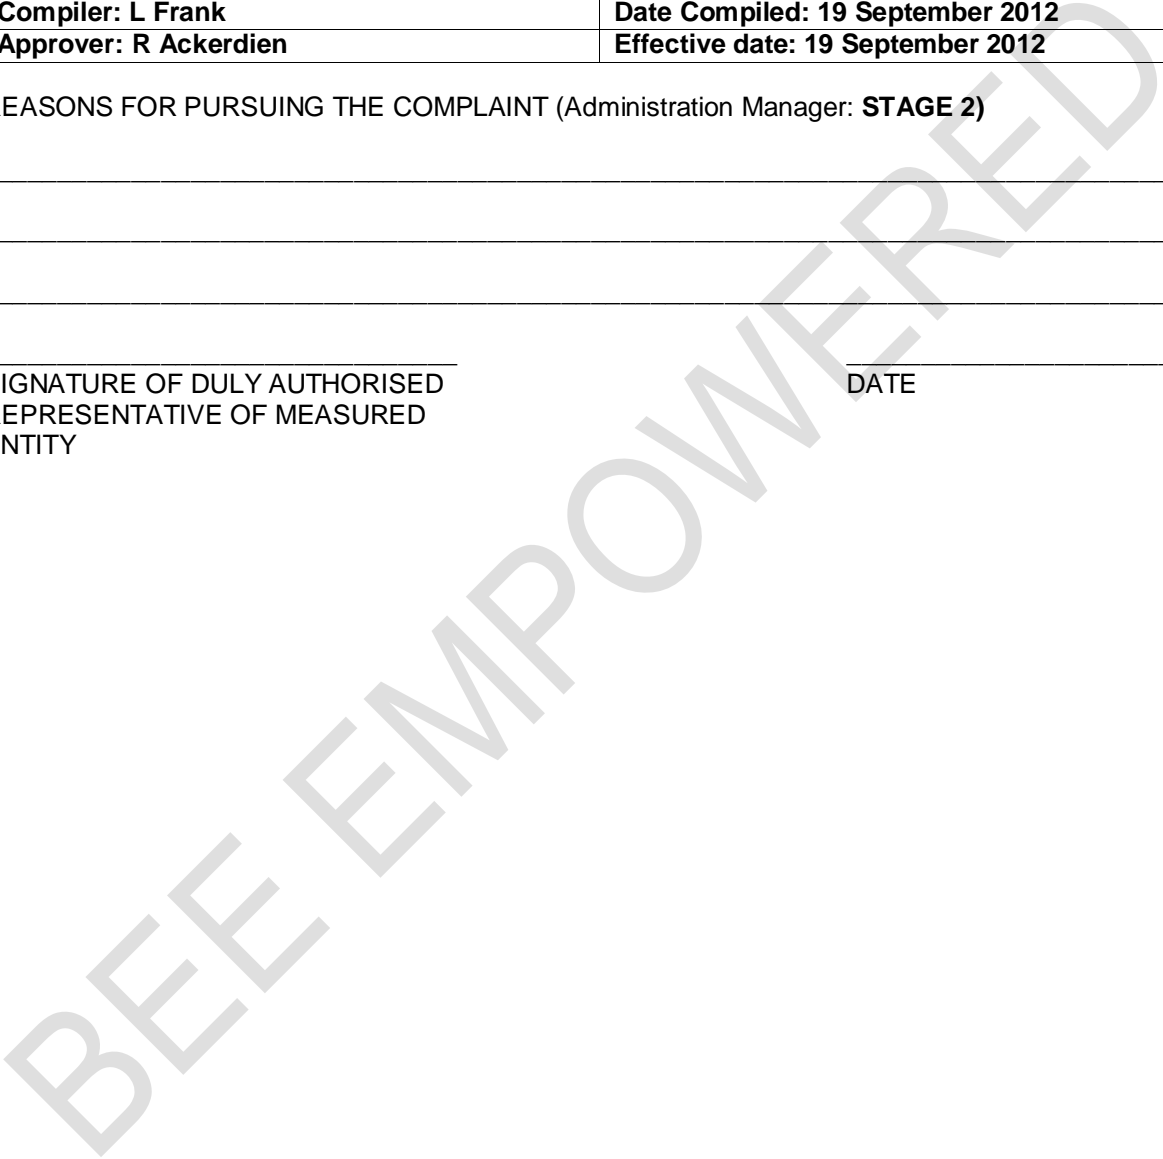 Compiler: L Frank Date Compiled: 19 September 2012
Approver: R Ackerdien Effective date: 19 September 2012
EASONS FOR PURSUING THE COMPLAINT (Administration Manager: STAGE 2)
IGNATURE OF DULY AUTHORISED DATE
EPRESENTATIVE OF MEASURED
NTITY
BEE EMPOWERED